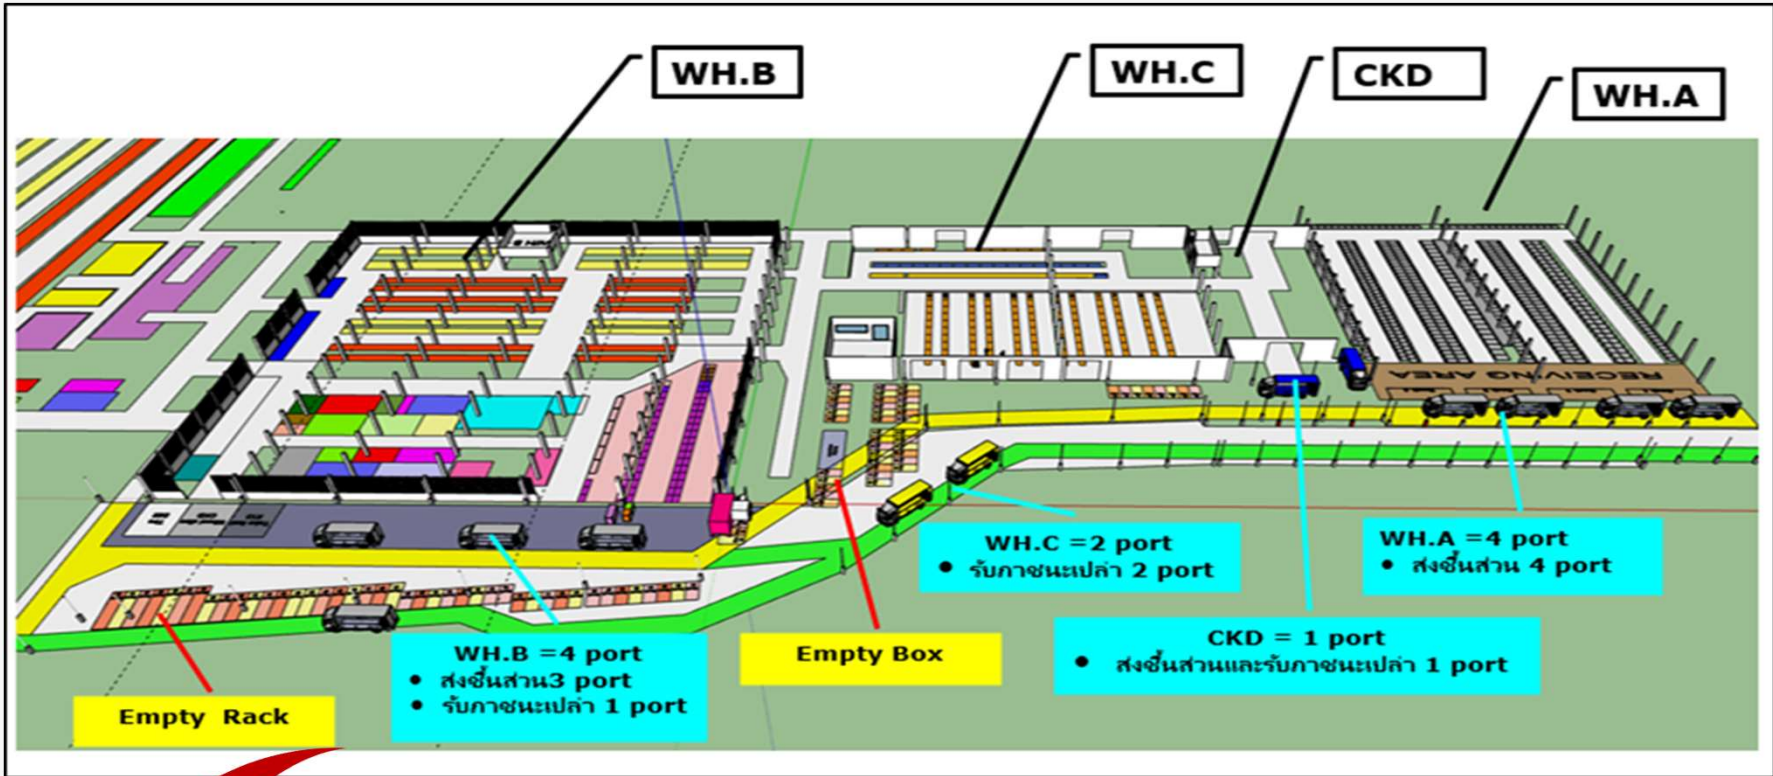 WH.B
WH.C
CKD
WH.A
RECEIVING AREA
WH.C =2 port
• รับภาชนะเปล่า 2 port
WH.A =4 port
• ส่งชิ้นส่วน 4 port
CKD = 1 port
• ส่งชิ้นส่วนและรับภาชนะเปล่า 1 port
Empty Box
WH.B =4 port
• ส่งชิ้นส่วน3 port
• รับภาชนะเปล่า 1 port
Empty Rack